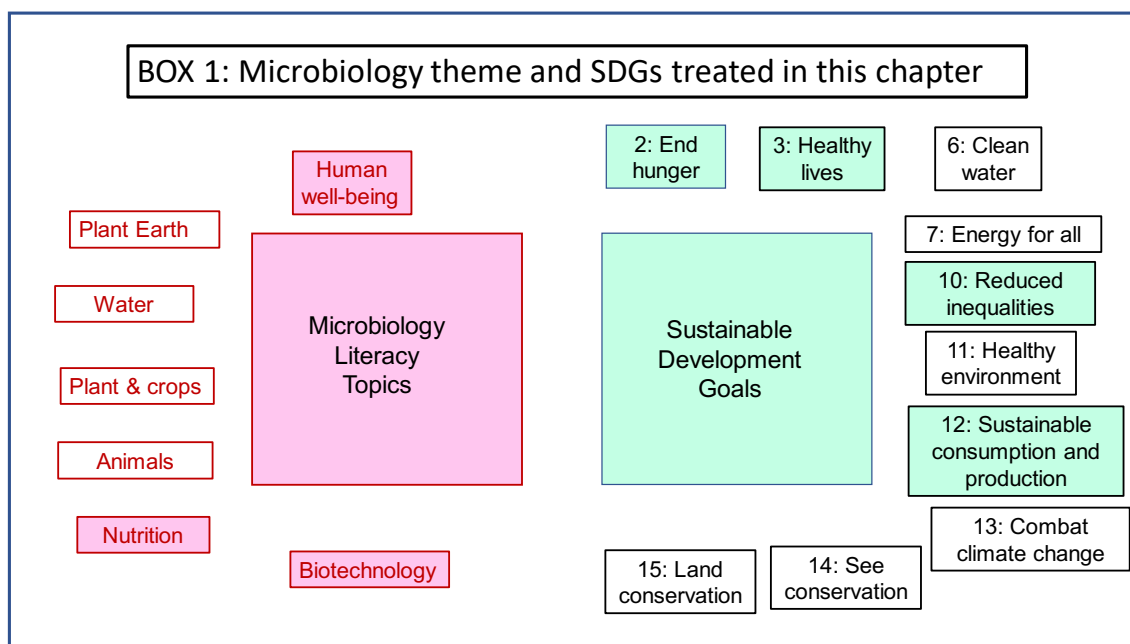 BOX 1: Microbiology theme and SDGs treated in this chapter
Human
well-being
Plant Earth
Water
Plant & crops
Animals
Nutrition
Biotechnology
Microbiology
Literacy
Topics
2: End
hunger
3: Healthy
lives
6: Clean
water
7: Energy for all
10: Reduced
inequalities
11: Healthy
environment
12: Sustainable
consumption and
production
13: Combat
climate change
14: See
conservation
15: Land
conservation
Sustainable
Development
Goals